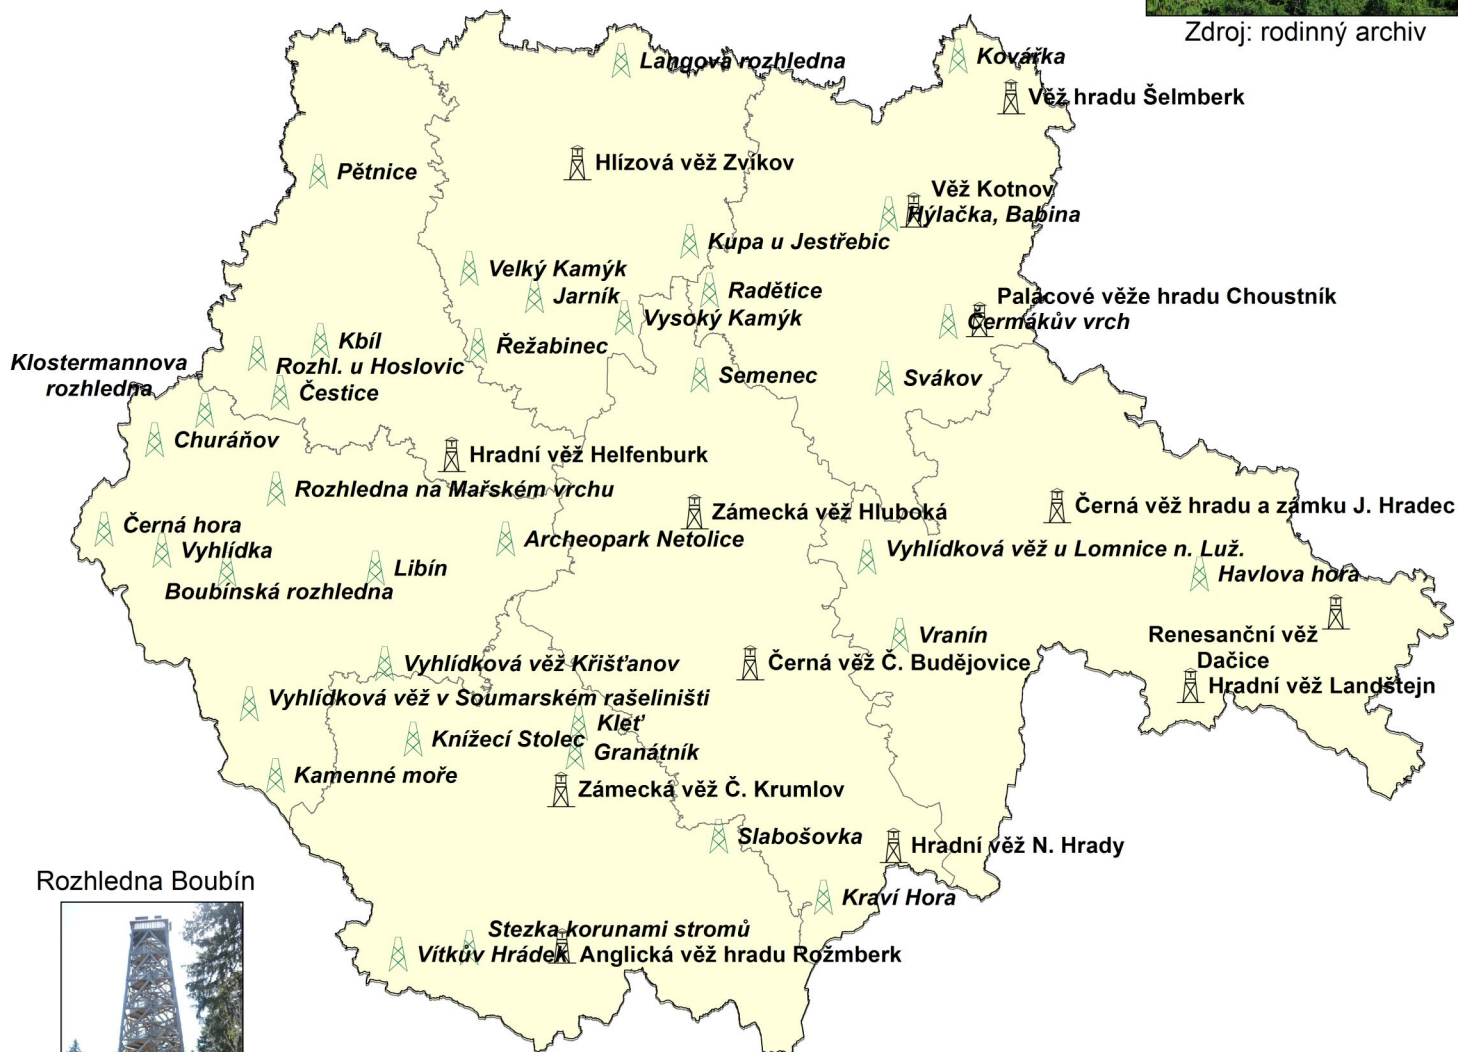 Zdroj: rodinný archiv
Langova rozhledna
Kovářka
Věž hradu Šelmberk
Hlízová věž Zvíkov
Pětnice
Věž Kotnov
Hýlačka, Babina
Kupa u Jestřebic
Velký Kamýk
Jarník
Radětice
Palácové věže hradu Choustník
Vysoký Kamýk
Čermákův vrch
Kbíl
Řežabinec
Klostermannova
rozhledna
Rozhl. u Hoslovic
Čestice
Semenec
Svákov
Churáňov
Hradní věž Helfenburk
Rozhledna na Mařském vrchu
Zámecká věž Hluboká
Černá věž hradu a zámku J. Hradec
Černá hora
Vyhlídka
Archeopark Netolice
Vyhlídková věž u Lomnice n. Luž.
Libín
Havlova hora
Boubínská rozhledna
Vranín
Renesanční věž
Dačice
Vyhlídková věž Křišťanov
Černá věž Č. Budějovice
Hradní věž Landštejn
Vyhlídková věž v Soumarském rašeliništi
Kleť
Knížecí Stolec
Granátník
Kamenné moře
Zámecká věž Č. Krumlov
Slabošovka
Hradní věž N. Hrady
Rozhledna Boubín
Kraví Hora
Stezka korunami stromů
Vítkův Hrádek
Anglická věž hradu Rožmberk